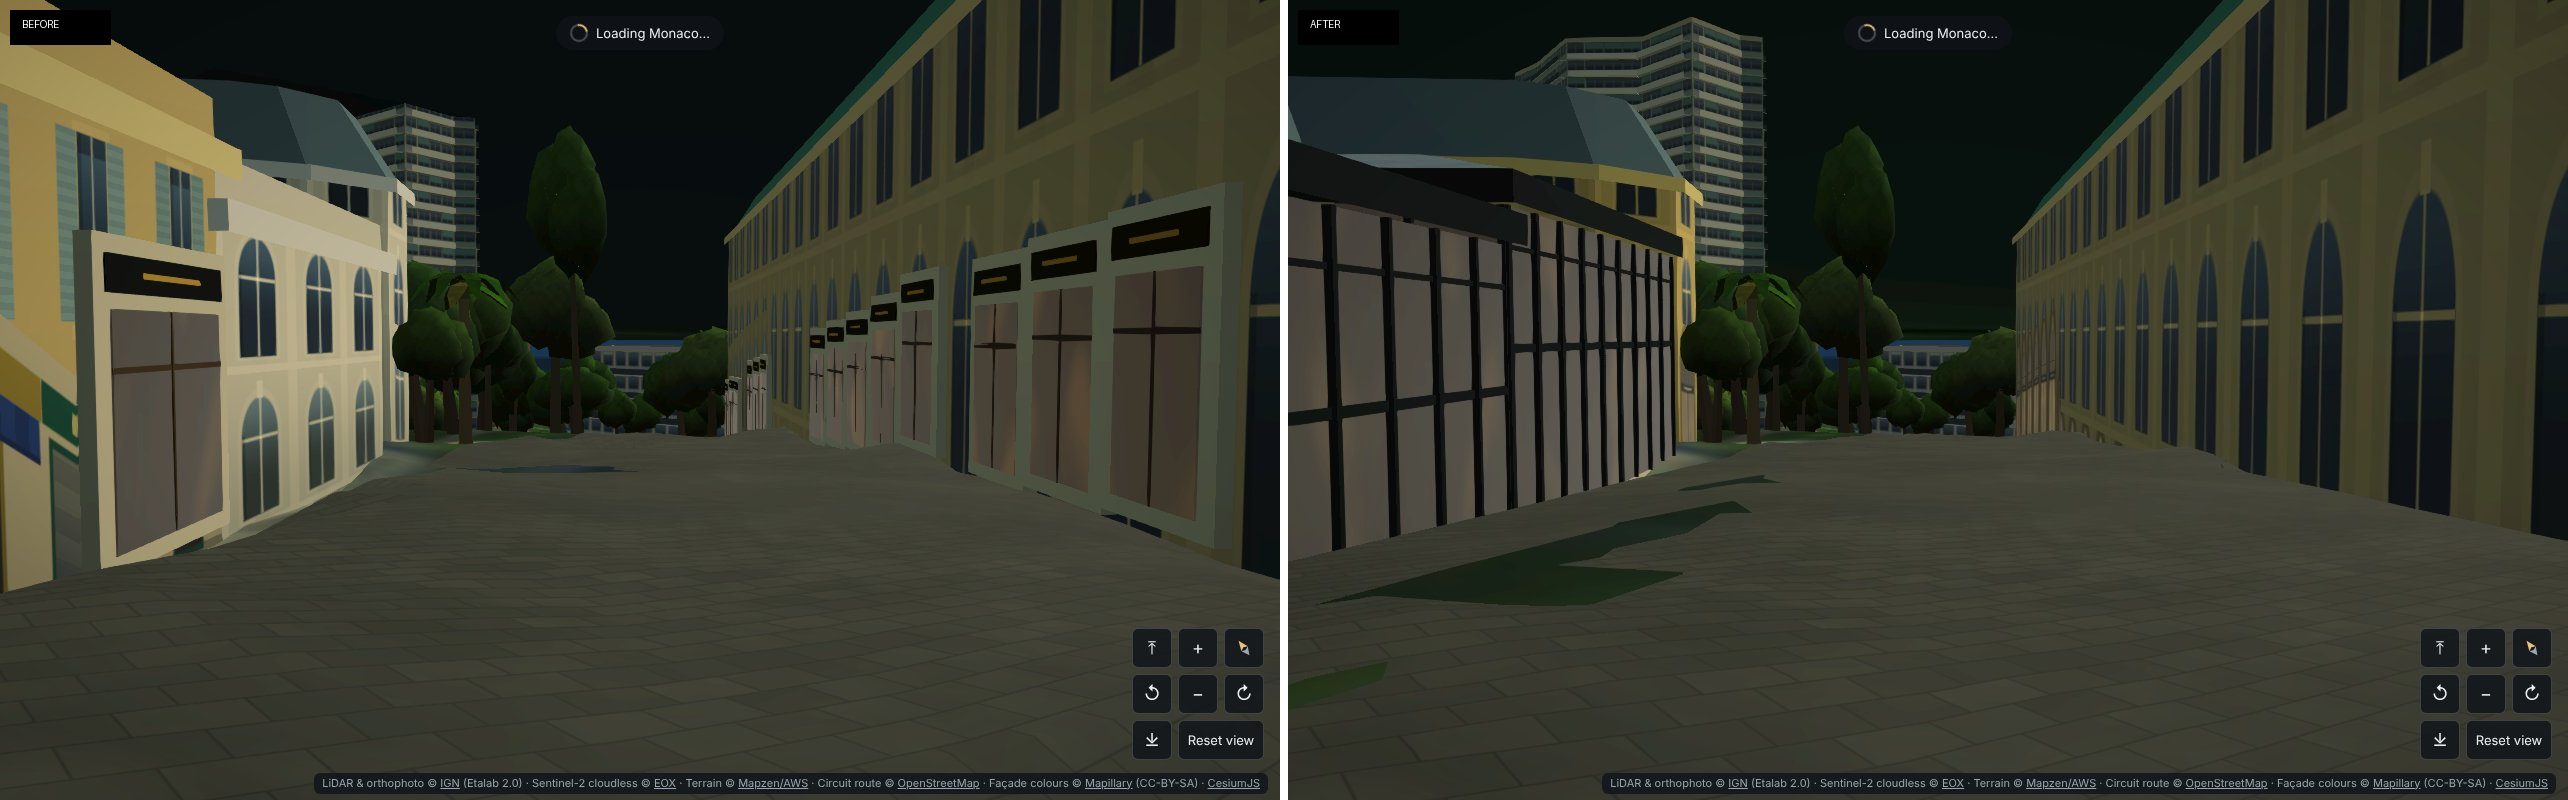 BEFORE
Loading Monaco...
+
−
Reset view
LiDAR & orthophoto © IGN (Etalab 2.0) · Sentinel-2 cloudless © EOX · Terrain © Mapzen/AWS · Circuit route © OpenStreetMap · Façade colours © Mapillary (CC-BY-SA) · CesiumJS
AFTER
Loading Monaco...
+
−
Reset view
LiDAR & orthophoto © IGN (Etalab 2.0) · Sentinel-2 cloudless © EOX · Terrain © Mapzen/AWS · Circuit route © OpenStreetMap · Façade colours © Mapillary (CC-BY-SA) · CesiumJS